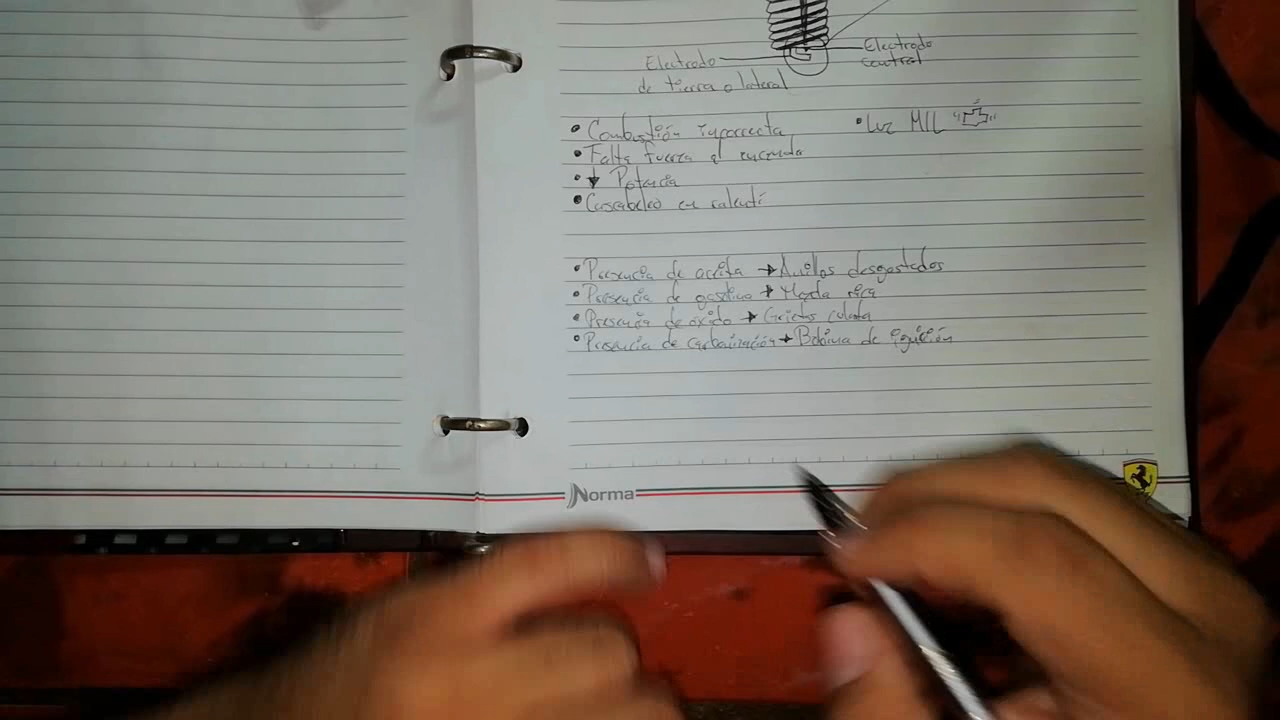 Electrodo
de tierra o lateral
Electrodo
central
• Combustión incorrecta
• Luz MIL
• Falta fuerza el encendido
• ↓ Potencia
• Cascabeleo en ralentí
• Presencia de aceite → Anillos desgastados
• Presencia de gasolina → Mezcla rica
• Presencia de óxido → Grietas culata
• Presencia de carbonización → Bobina de ignición
Norma